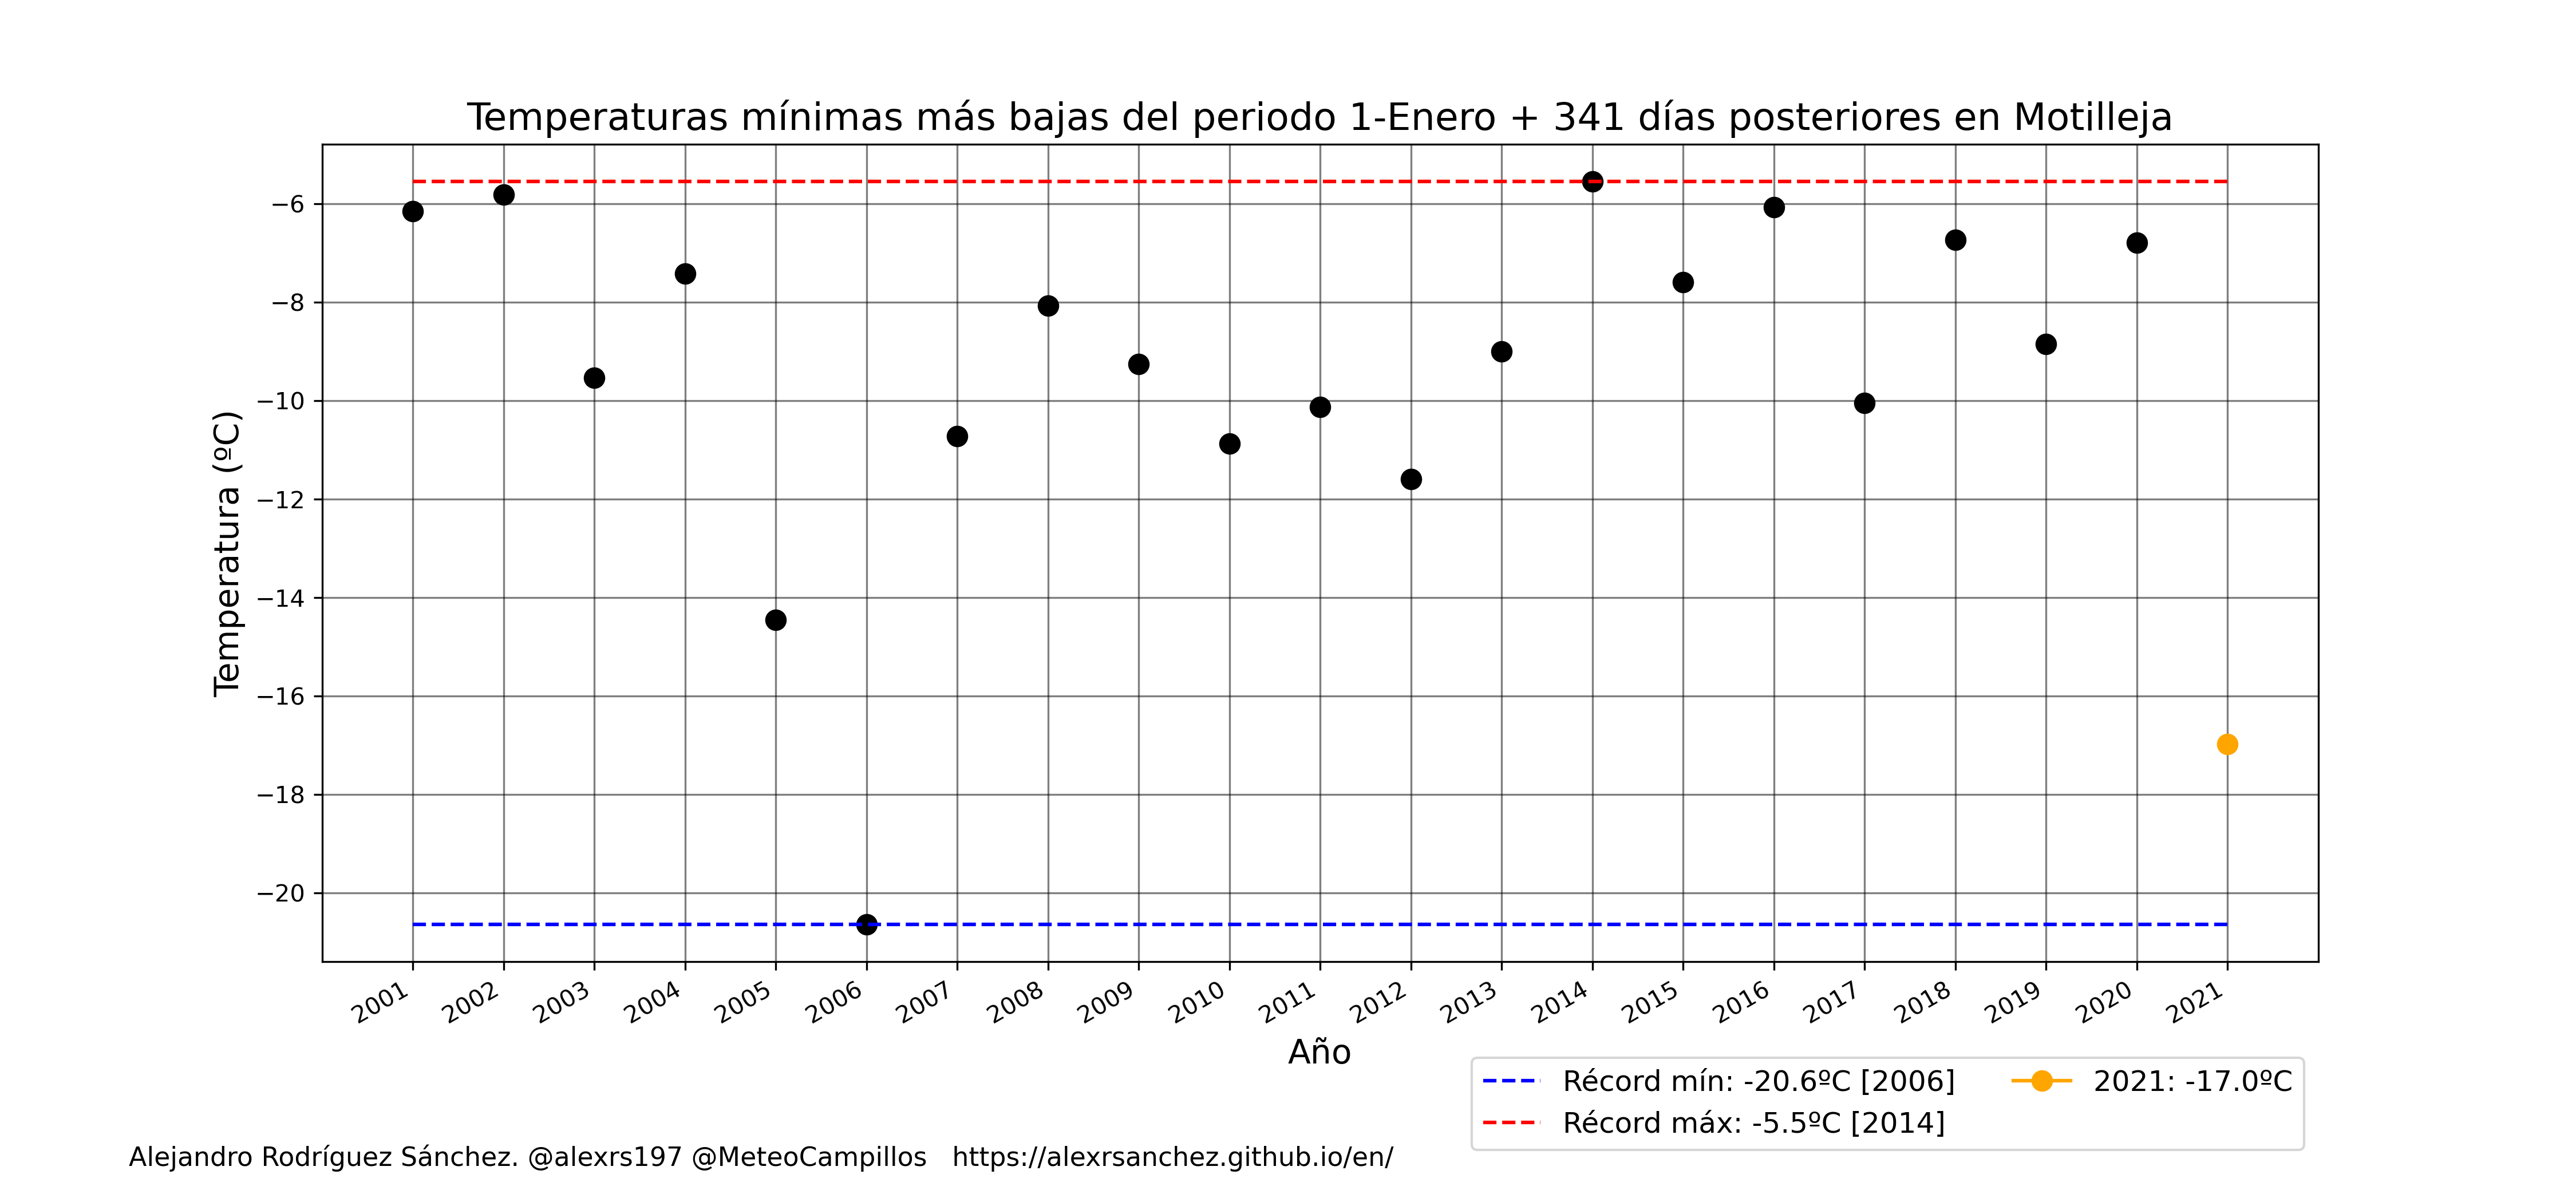 Temperaturas mínimas más bajas del periodo 1-Enero + 341 días posteriores en Motilleja
Temperatura (ºC)
−6
−8
−10
−12
−14
−16
−18
−20
2001 2002 2003 2004 2005 2006 2007 2008 2009 2010 2011 2012 2013 2014 2015 2016 2017 2018 2019 2020 2021
Año
Récord mín: -20.6ºC [2006]
Récord máx: -5.5ºC [2014]
2021: -17.0ºC
Alejandro Rodríguez Sánchez. @alexrs197 @MeteoCampillos https://alexrsanchez.github.io/en/